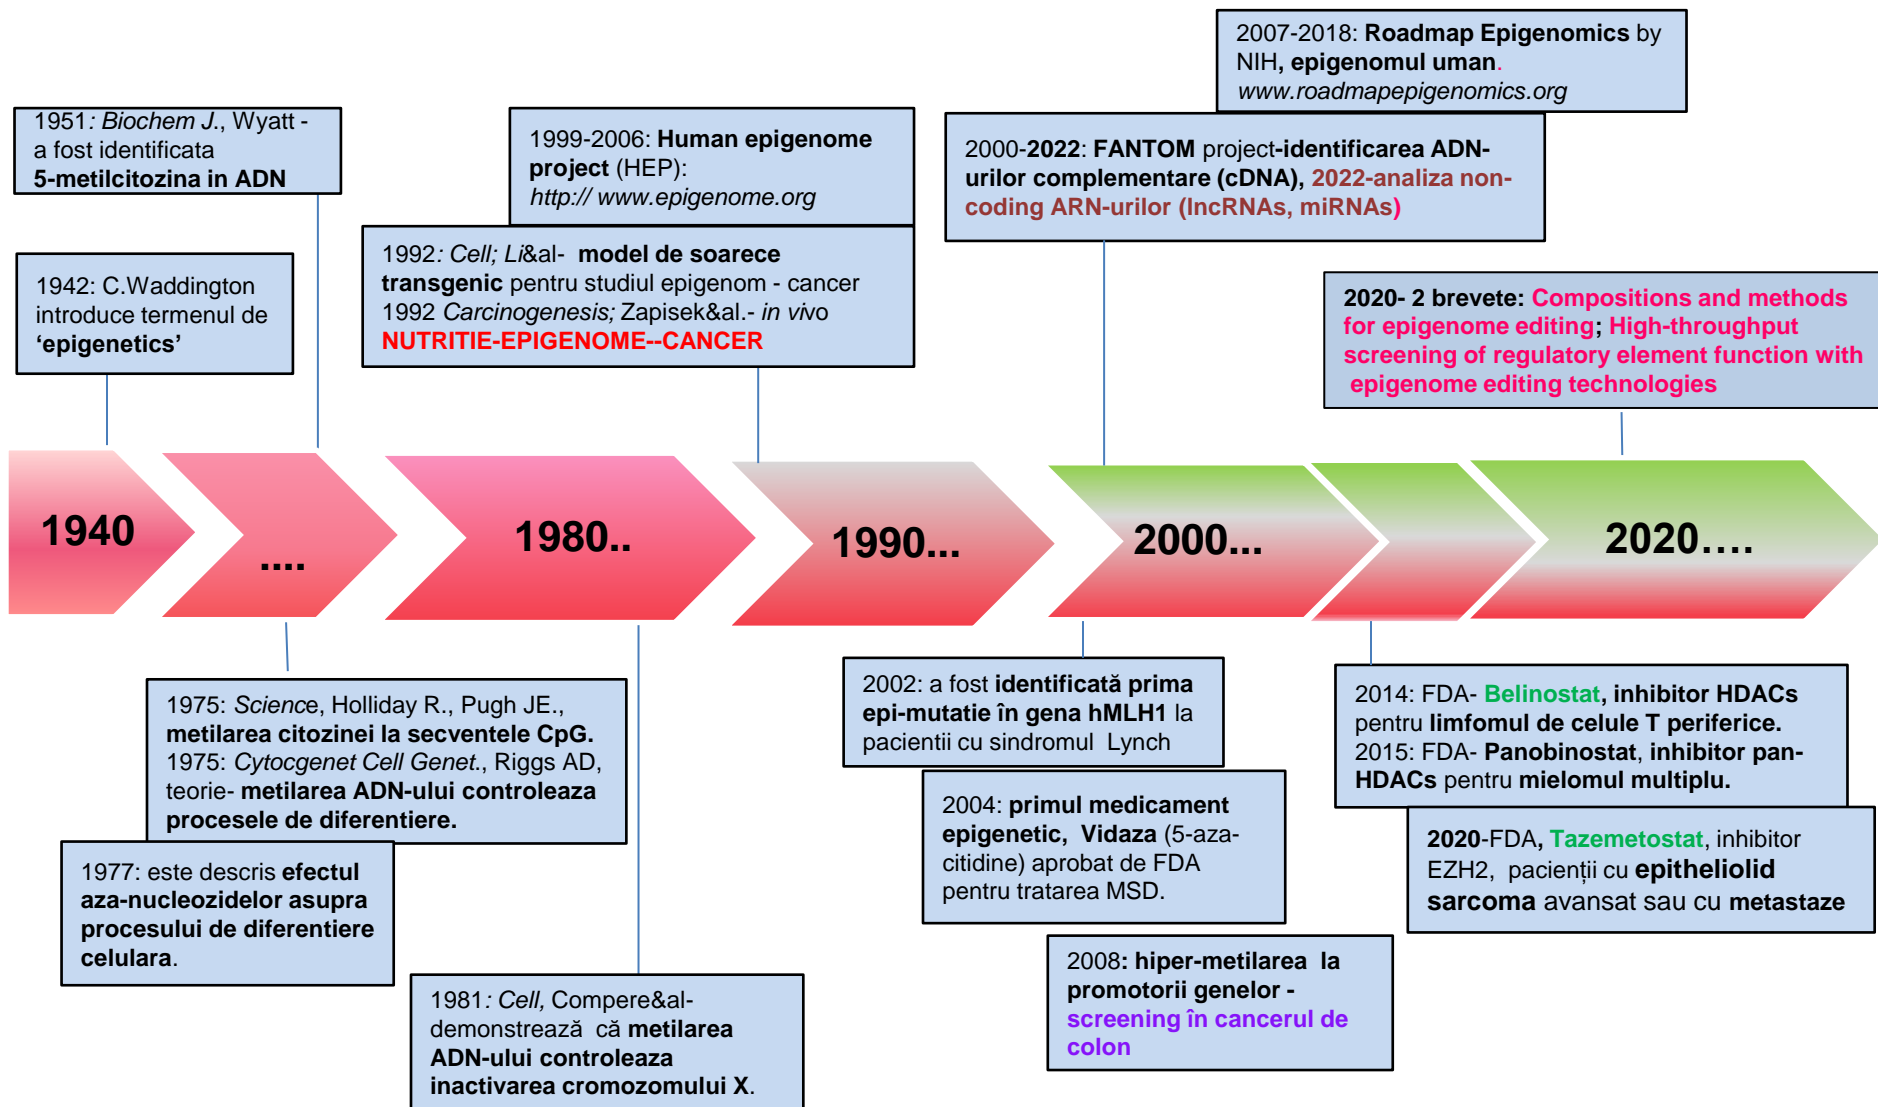 2007-2018: Roadmap Epigenomics by
NIH, epigenomul uman.
www.roadmapepigenomics.org
1951: Biochem J., Wyatt -
a fost identificata
5-metilcitozina in ADN
1999-2006: Human epigenome
project (HEP):
http:// www.epigenome.org
2000-2022: FANTOM project-identificarea ADN-
urilor complementare (cDNA), 2022-analiza non-
coding ARN-urilor (lncRNAs, miRNAs)
1942: C.Waddington
introduce termenul de
‘epigenetics’
1992: Cell; Li&al- model de soarece
transgenic pentru studiul epigenom - cancer
1992 Carcinogenesis; Zapisek&al.- in vivo
NUTRITIE-EPIGENOME--CANCER
2020- 2 brevete: Compositions and methods
for epigenome editing; High-throughput
screening of regulatory element function with
epigenome editing technologies
1940
....
1980..
1990...
2000...
2020....
1975: Science, Holliday R., Pugh JE.,
metilarea citozinei la secventele CpG.
1975: Cytocgenet Cell Genet., Riggs AD,
teorie- metilarea ADN-ului controleaza
procesele de diferentiere.
1977: este descris efectul
aza-nucleozidelor asupra
procesului de diferentiere
celulara.
1981: Cell, Compere&al-
demonstrează că metilarea
ADN-ului controleaza
inactivarea cromozomului X.
2002: a fost identificată prima
epi-mutatie în gena hMLH1 la
pacientii cu sindromul Lynch
2004: primul medicament
epigenetic, Vidaza (5-aza-
citidine) aprobat de FDA
pentru tratarea MSD.
2008: hiper-metilarea la
promotorii genelor -
screening în cancerul de
colon
2014: FDA- Belinostat, inhibitor HDACs
pentru limfomul de celule T periferice.
2015: FDA- Panobinostat, inhibitor pan-
HDACs pentru mielomul multiplu.
2020-FDA, Tazemetostat, inhibitor
EZH2, pacienții cu epitheliolid
sarcoma avansat sau cu metastaze